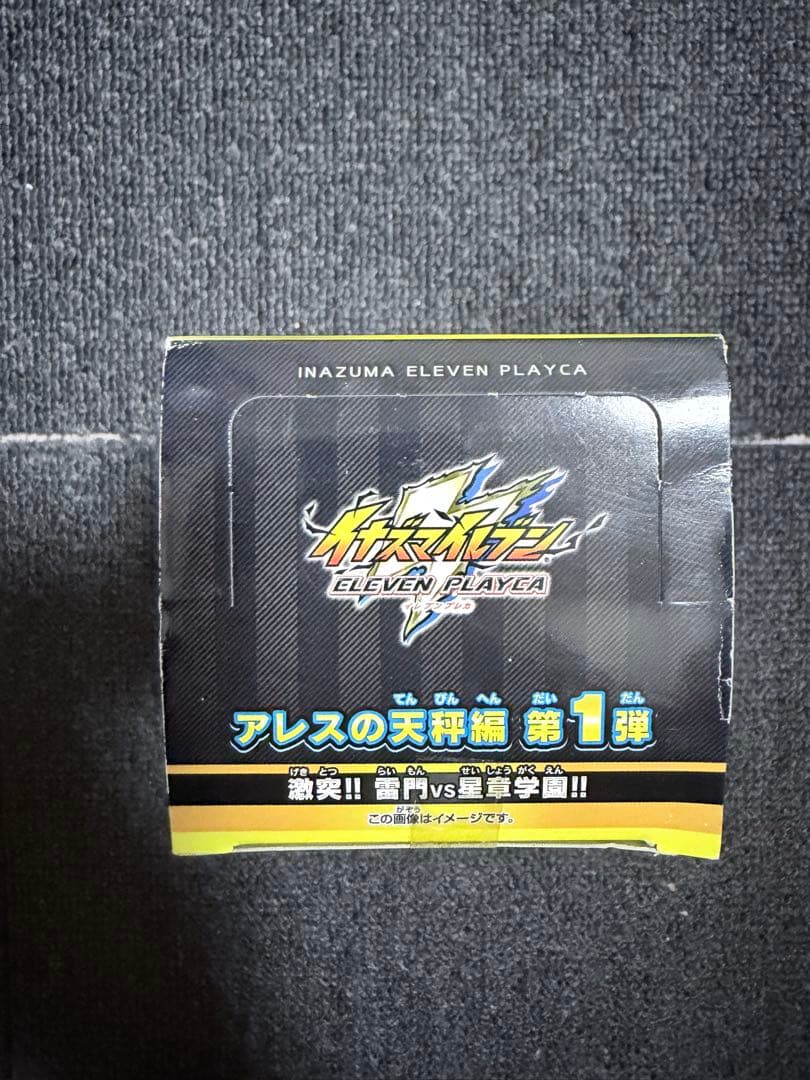 INAZUMA ELEVEN PLAYCA
イナズマイレブン
ELEVEN PLAYCA
イレブンプレカ
てんびんへん だい だん
アレスの天秤編 第1弾
げきとつ らいもん せいしょうがくえん
激突!! 雷門vs星章学園!!
がぞう
この画像はイメージです。